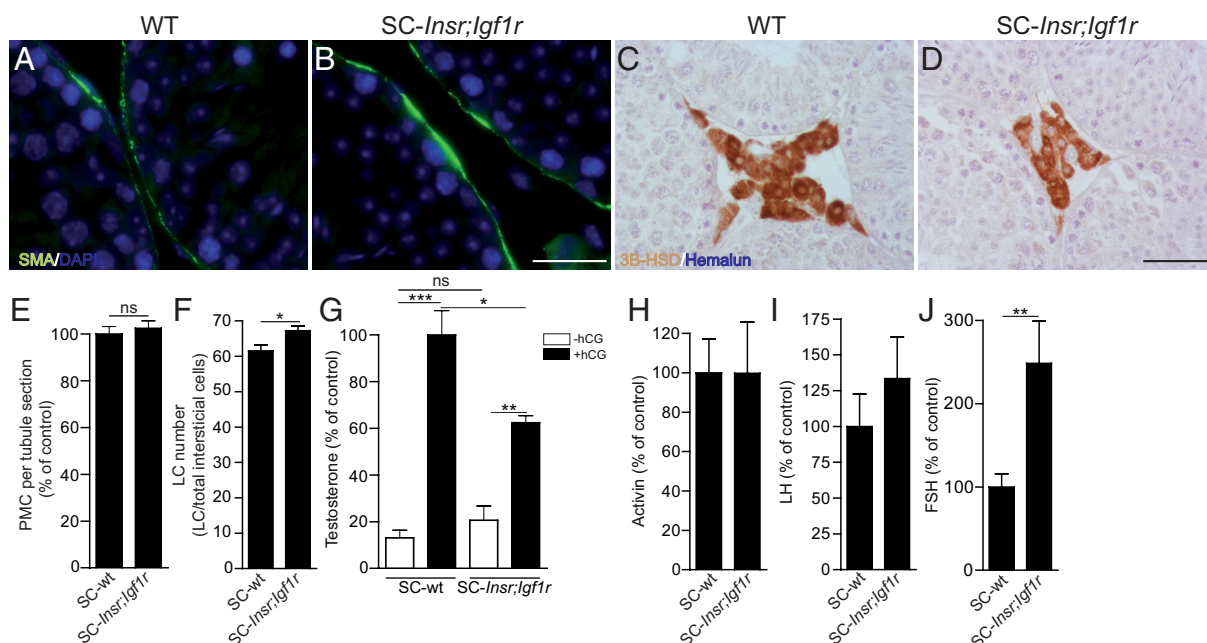 WT
SC-Insr;Igf1r
WT
SC-Insr;Igf1r
A
B
C
D
SMA/DAPI
3B-HSD/Hemalun
E
PMC per tubule section
(% of control)
100
80
60
40
20
0
ns
SC-wt
SC-Insr;Igf1r
F
LC number
(LC/total intersticial cells)
70
60
50
40
30
20
10
0
*
SC-wt
SC-Insr;Igf1r
G
Testosterone (% of control)
100
80
60
40
20
0
ns
***
*
**
-hCG
+hCG
SC-wt
SC-Insr;Igf1r
H
Activin (% of control)
120
100
80
60
40
20
0
SC-wt
SC-Insr;Igf1r
I
LH (% of control)
175
150
125
100
75
50
25
0
SC-wt
SC-Insr;Igf1r
J
FSH (% of control)
300
200
100
0
**
SC-wt
SC-Insr;Igf1r